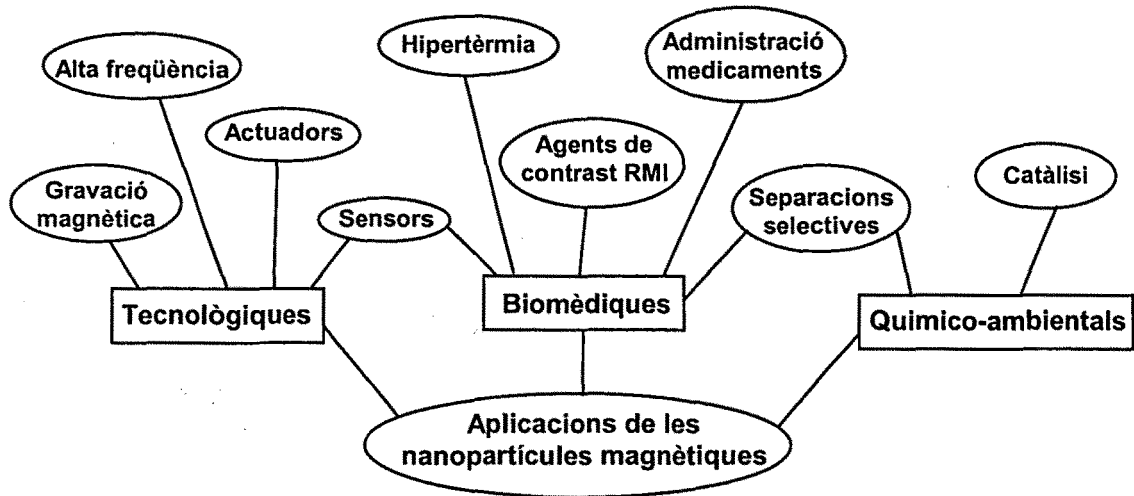 Hipertèrmia
Administració
medicaments
Alta freqüència
Actuadors
Agents de
contrast RMI
Catàlisi
Gravació
magnètica
Sensors
Separacions
selectives
Tecnològiques
Biomèdiques
Quimico-ambientals
Aplicacions de les
nanopartícules magnètiques